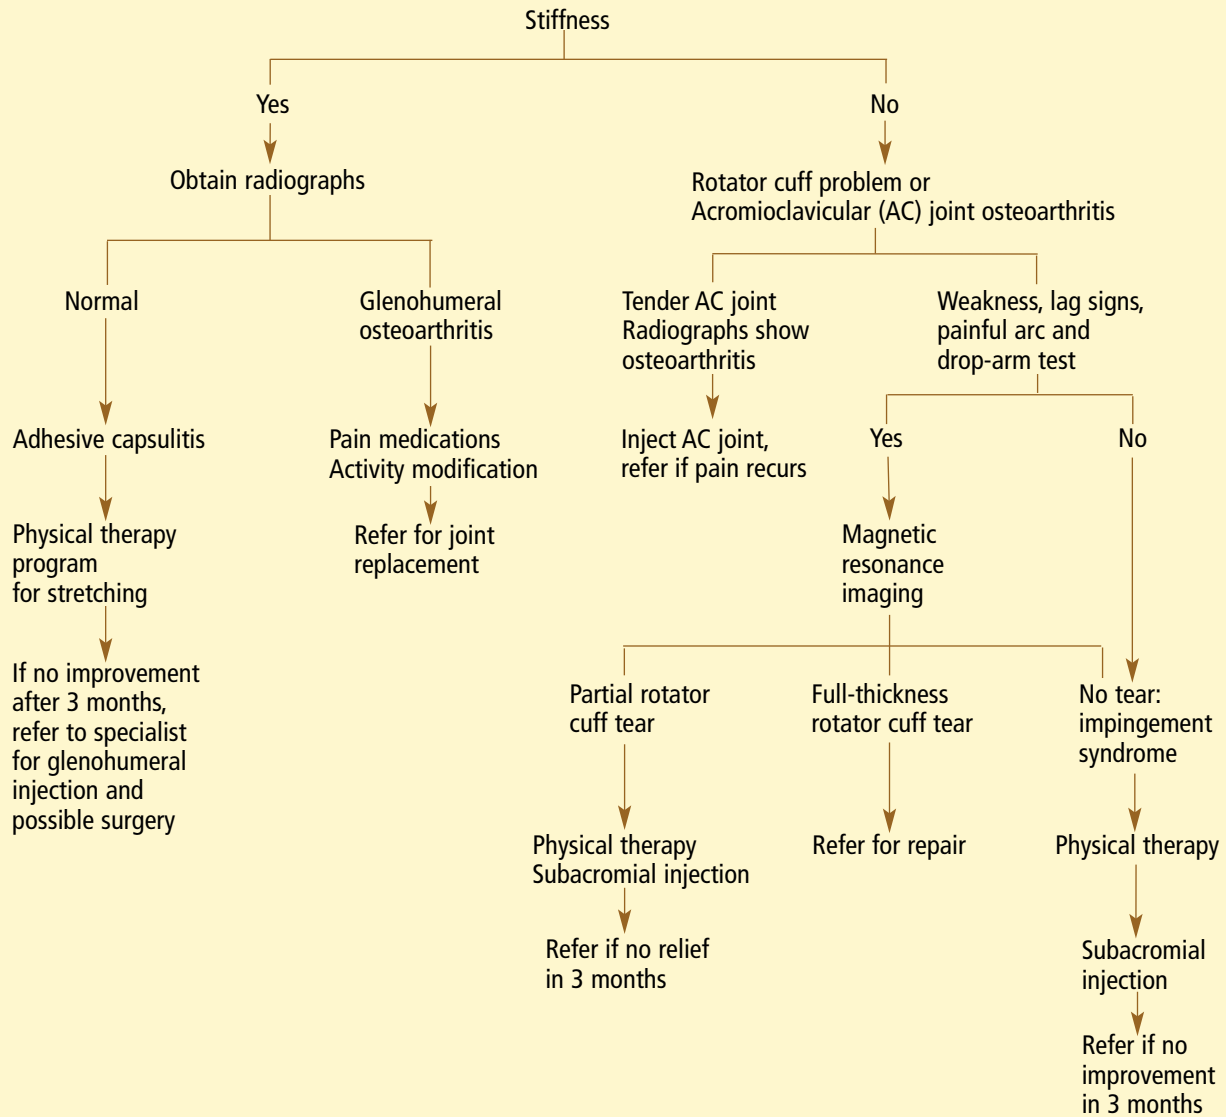 Stiffness
Yes
No
Obtain radiographs
Rotator cuff problem or
Acromioclavicular (AC) joint osteoarthritis
Normal
Glenohumeral
osteoarthritis
Tender AC joint
Radiographs show
osteoarthritis
Weakness, lag signs,
painful arc and
drop-arm test
Adhesive capsulitis
Pain medications
Activity modification
Inject AC joint,
refer if pain recurs
Yes
No
Physical therapy
program
for stretching
Refer for joint
replacement
Magnetic
resonance
imaging
If no improvement
after 3 months,
refer to specialist
for glenohumeral
injection and
possible surgery
Partial rotator
cuff tear
Full-thickness
rotator cuff tear
No tear:
impingement
syndrome
Physical therapy
Subacromial injection
Refer for repair
Physical therapy
Refer if no relief
in 3 months
Subacromial
injection
Refer if no
improvement
in 3 months